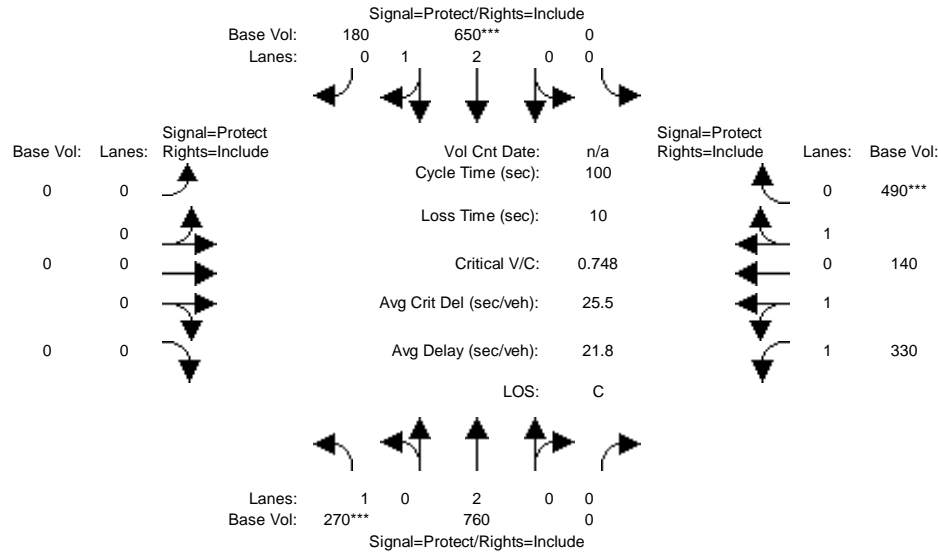 Signal=Protect/Rights=Include
Base Vol: 180 650*** 0
Lanes: 0 1 2 0 0
Signal=Protect Signal=Protect
Base Vol: Lanes: Rights=Include Vol Cnt Date: n/a Rights=Include Lanes: Base Vol:
Cycle Time (sec): 100
0 0 0 490***
Loss Time (sec): 10
0 1
0 0 Critical V/C: 0.748 0 140
0 Avg Crit Del (sec/veh): 25.5 1
0 0 Avg Delay (sec/veh): 21.8 1 330
LOS: C
Lanes: 1 0 2 0 0
Base Vol: 270*** 760 0
Signal=Protect/Rights=Include